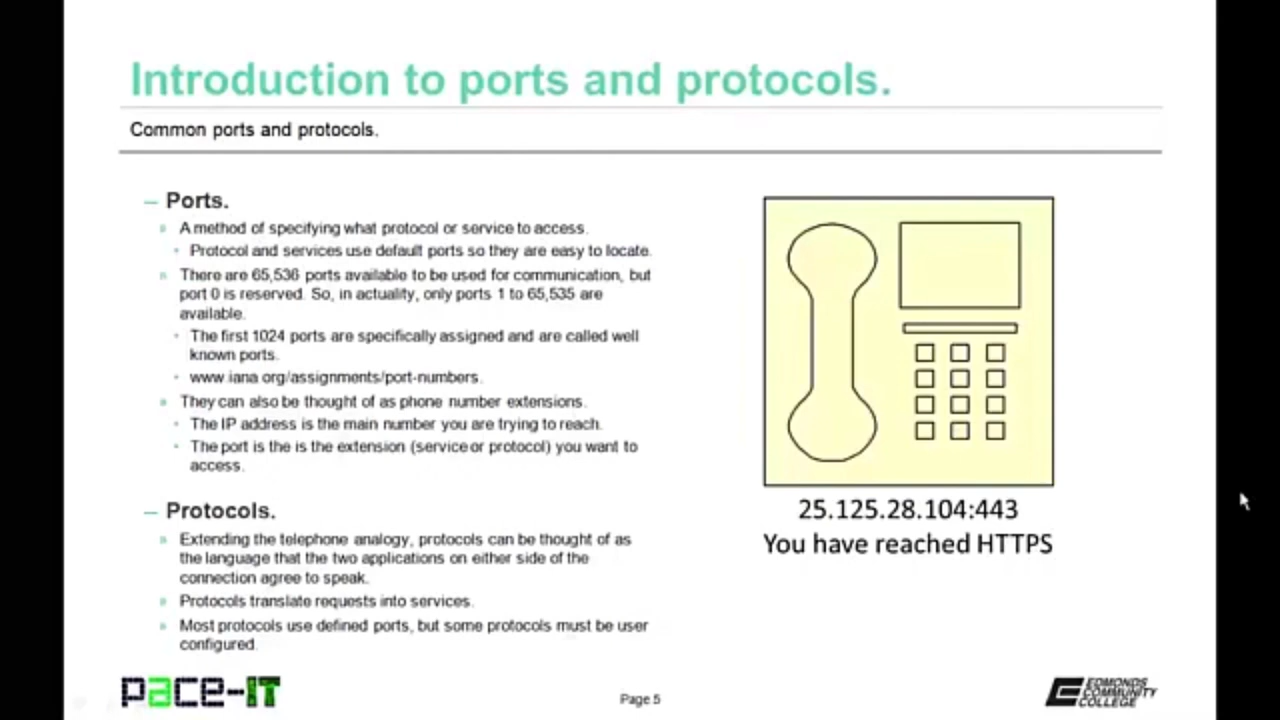 Introduction to ports and protocols.
Common ports and protocols.
– Ports.
» A method of specifying what protocol or service to access.
• Protocol and services use default ports so they are easy to locate.
» There are 65,536 ports available to be used for communication, but
port 0 is reserved. So, in actuality, only ports 1 to 65,535 are
available.
• The first 1024 ports are specifically assigned and are called well
known ports.
• www.iana.org/assignments/port-numbers.
» They can also be thought of as phone number extensions.
• The IP address is the main number you are trying to reach.
• The port is the is the extension (service or protocol) you want to
access.
– Protocols.
» Extending the telephone analogy, protocols can be thought of as
the language that the two applications on either side of the
connection agree to speak.
» Protocols translate requests into services.
» Most protocols use defined ports, but some protocols must be user
configured.
25.125.28.104:443
You have reached HTTPS
pace-IT
Page 5
EDMONDS
COMMUNITY
COLLEGE